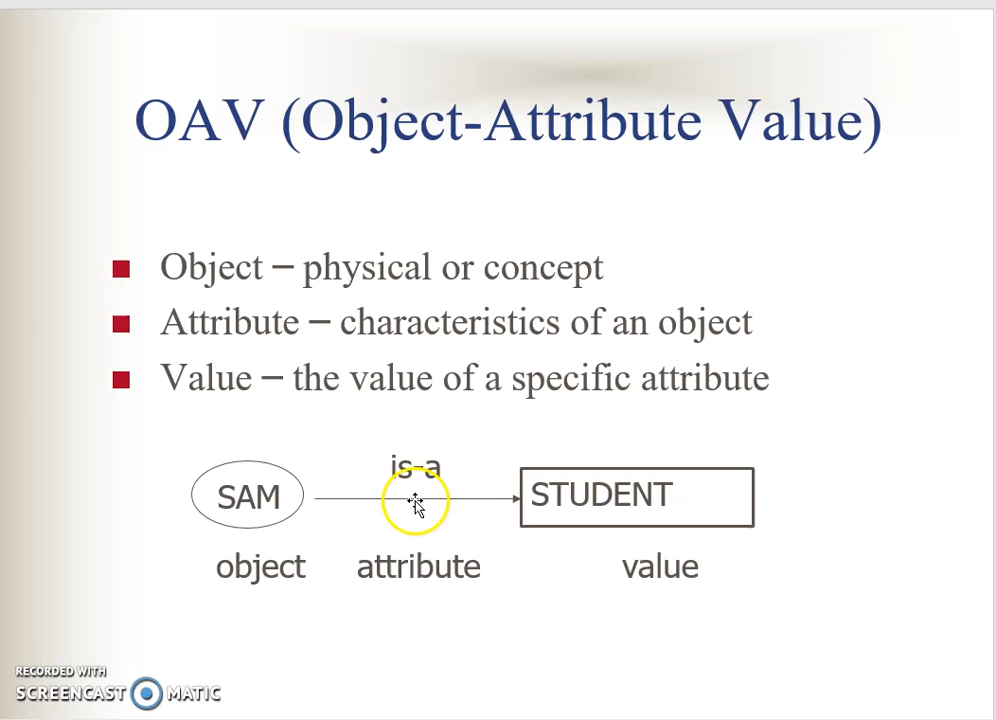 OAV (Object-Attribute Value)
Object – physical or concept
Attribute – characteristics of an object
Value – the value of a specific attribute
is-a
SAM
STUDENT
object attribute value
RECORDED WITH
SCREENCAST MATIC